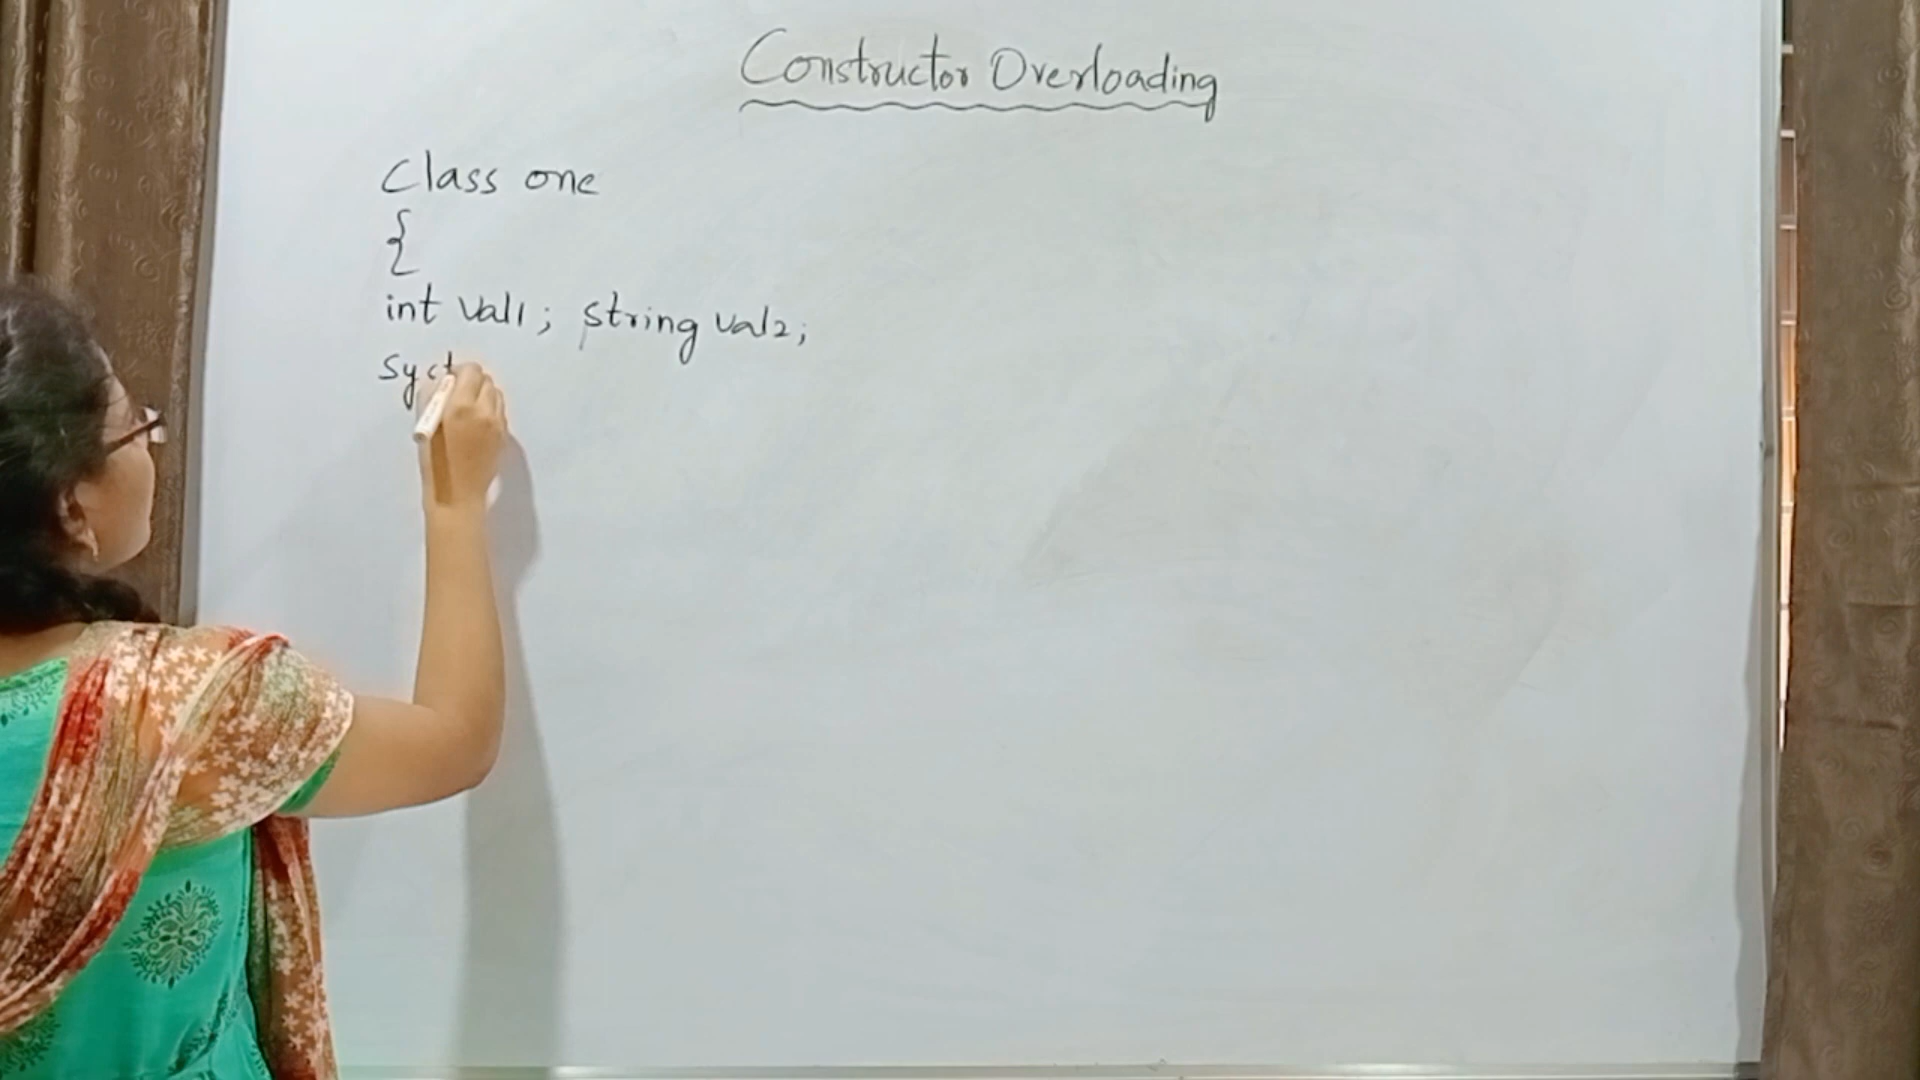 Constructor Overloading
Class one
{
int val1; string val2;
Syst